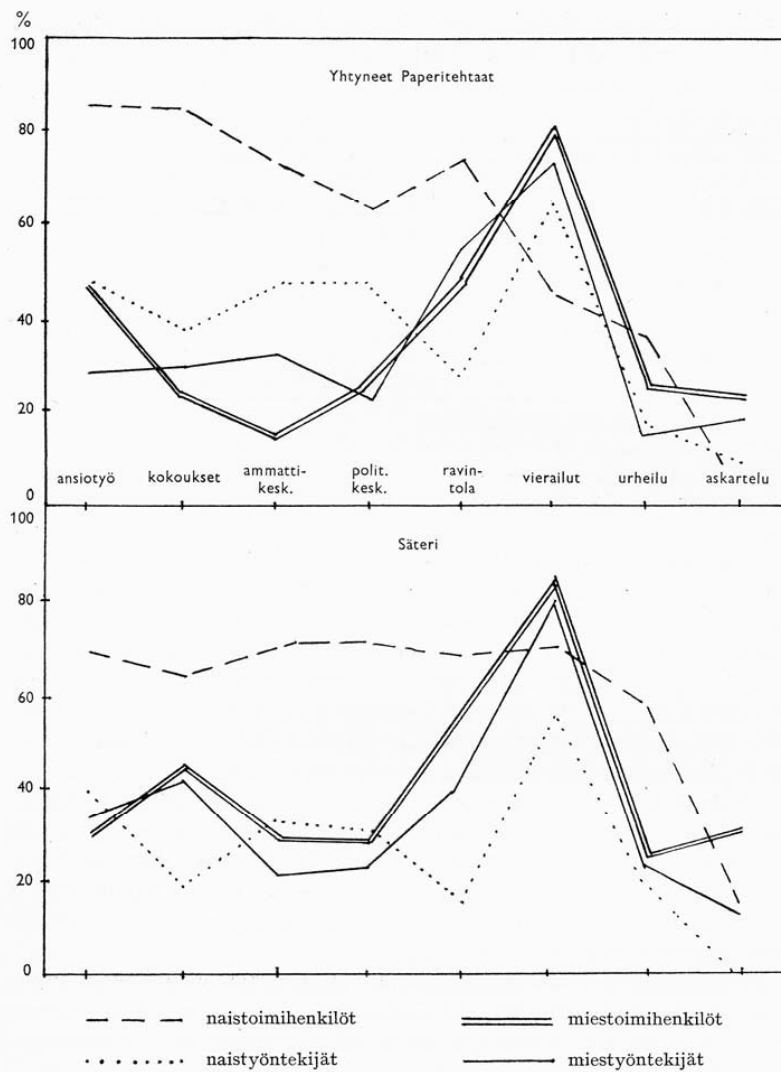 %
100
Yhtyneet Paperitehtaat
80
60
40
20
ansiotyö kokoukset ammatti-kesk. polit. kesk. ravin-tola vierailut urheilu askartelu
0
100
Säteri
80
60
40
20
0
naistoimihenkilöt miestoimihenkilöt
naistyöntekijät miestyöntekijät